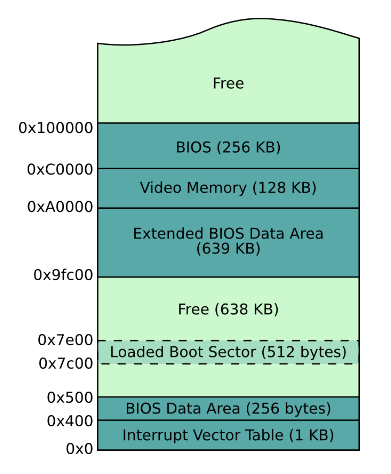 Free
0x100000
BIOS (256 KB)
0xC0000
Video Memory (128 KB)
0xA0000
Extended BIOS Data Area
(639 KB)
0x9fc00
Free (638 KB)
0x7e00
Loaded Boot Sector (512 bytes)
0x7c00
0x500
BIOS Data Area (256 bytes)
0x400
Interrupt Vector Table (1 KB)
0x0